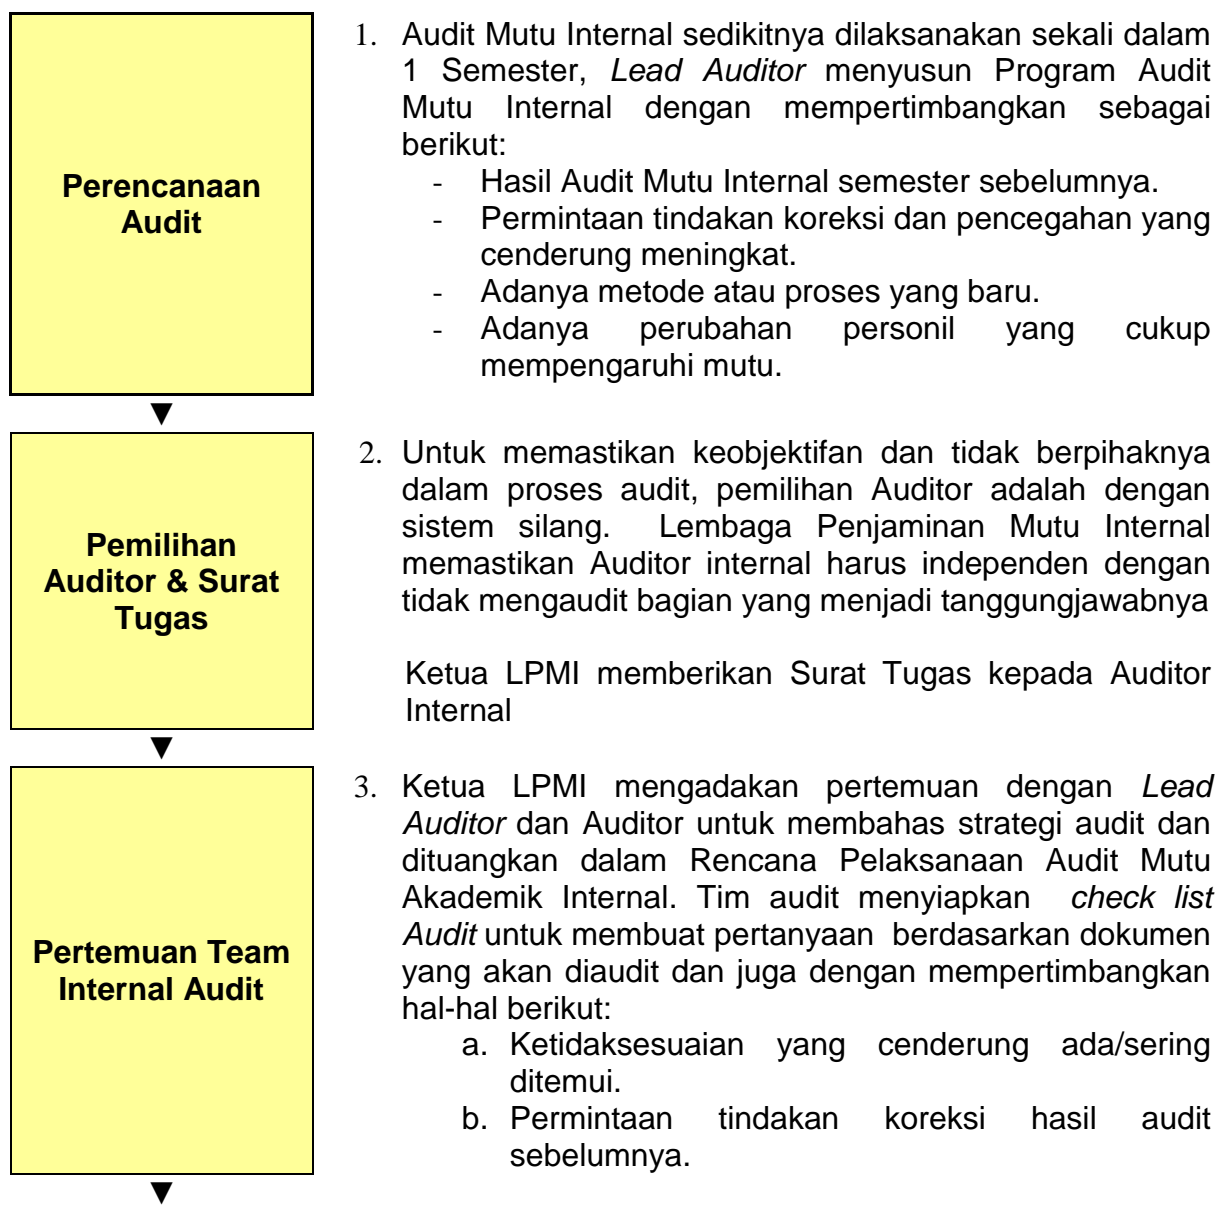 Perencanaan
Audit
1. Audit Mutu Internal sedikitnya dilaksanakan sekali dalam
1 Semester, Lead Auditor menyusun Program Audit
Mutu Internal dengan mempertimbangkan sebagai
berikut:
- Hasil Audit Mutu Internal semester sebelumnya.
- Permintaan tindakan koreksi dan pencegahan yang
cenderung meningkat.
- Adanya metode atau proses yang baru.
- Adanya perubahan personil yang cukup
mempengaruhi mutu.
▼
Pemilihan
Auditor & Surat
Tugas
2. Untuk memastikan keobjektifan dan tidak berpihaknya
dalam proses audit, pemilihan Auditor adalah dengan
sistem silang. Lembaga Penjaminan Mutu Internal
memastikan Auditor internal harus independen dengan
tidak mengaudit bagian yang menjadi tanggungjawabnya
Ketua LPMI memberikan Surat Tugas kepada Auditor
Internal
▼
Pertemuan Team
Internal Audit
3. Ketua LPMI mengadakan pertemuan dengan Lead
Auditor dan Auditor untuk membahas strategi audit dan
dituangkan dalam Rencana Pelaksanaan Audit Mutu
Akademik Internal. Tim audit menyiapkan check list
Audit untuk membuat pertanyaan berdasarkan dokumen
yang akan diaudit dan juga dengan mempertimbangkan
hal-hal berikut:
a. Ketidaksesuaian yang cenderung ada/sering
ditemui.
b. Permintaan tindakan koreksi hasil audit
sebelumnya.
▼